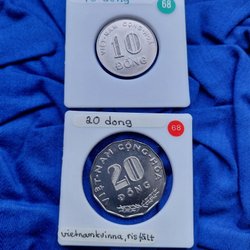 10 dong
68
VIỆT-NAM CỘNG-HÒA
10
ĐỒNG
20 dong
68
VIỆT-NAM CỘNG-HÒA
20
ĐỒNG
vietnamkvinna, risfält